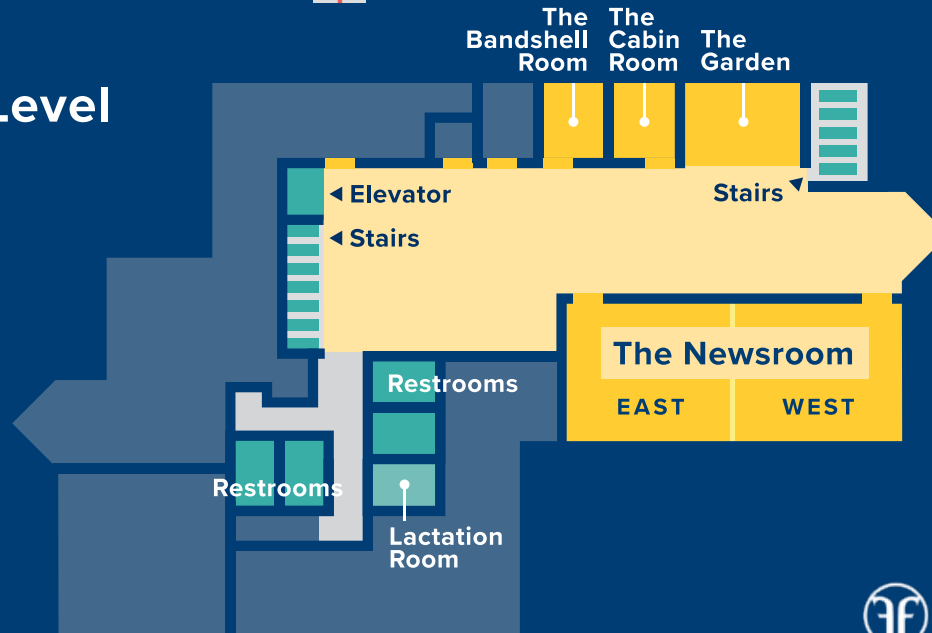 The
Bandshell
Room
The
Cabin
Room
The
Garden
Level
Elevator
Stairs
Stairs
The Newsroom
EAST
WEST
Restrooms
Restrooms
Lactation
Room